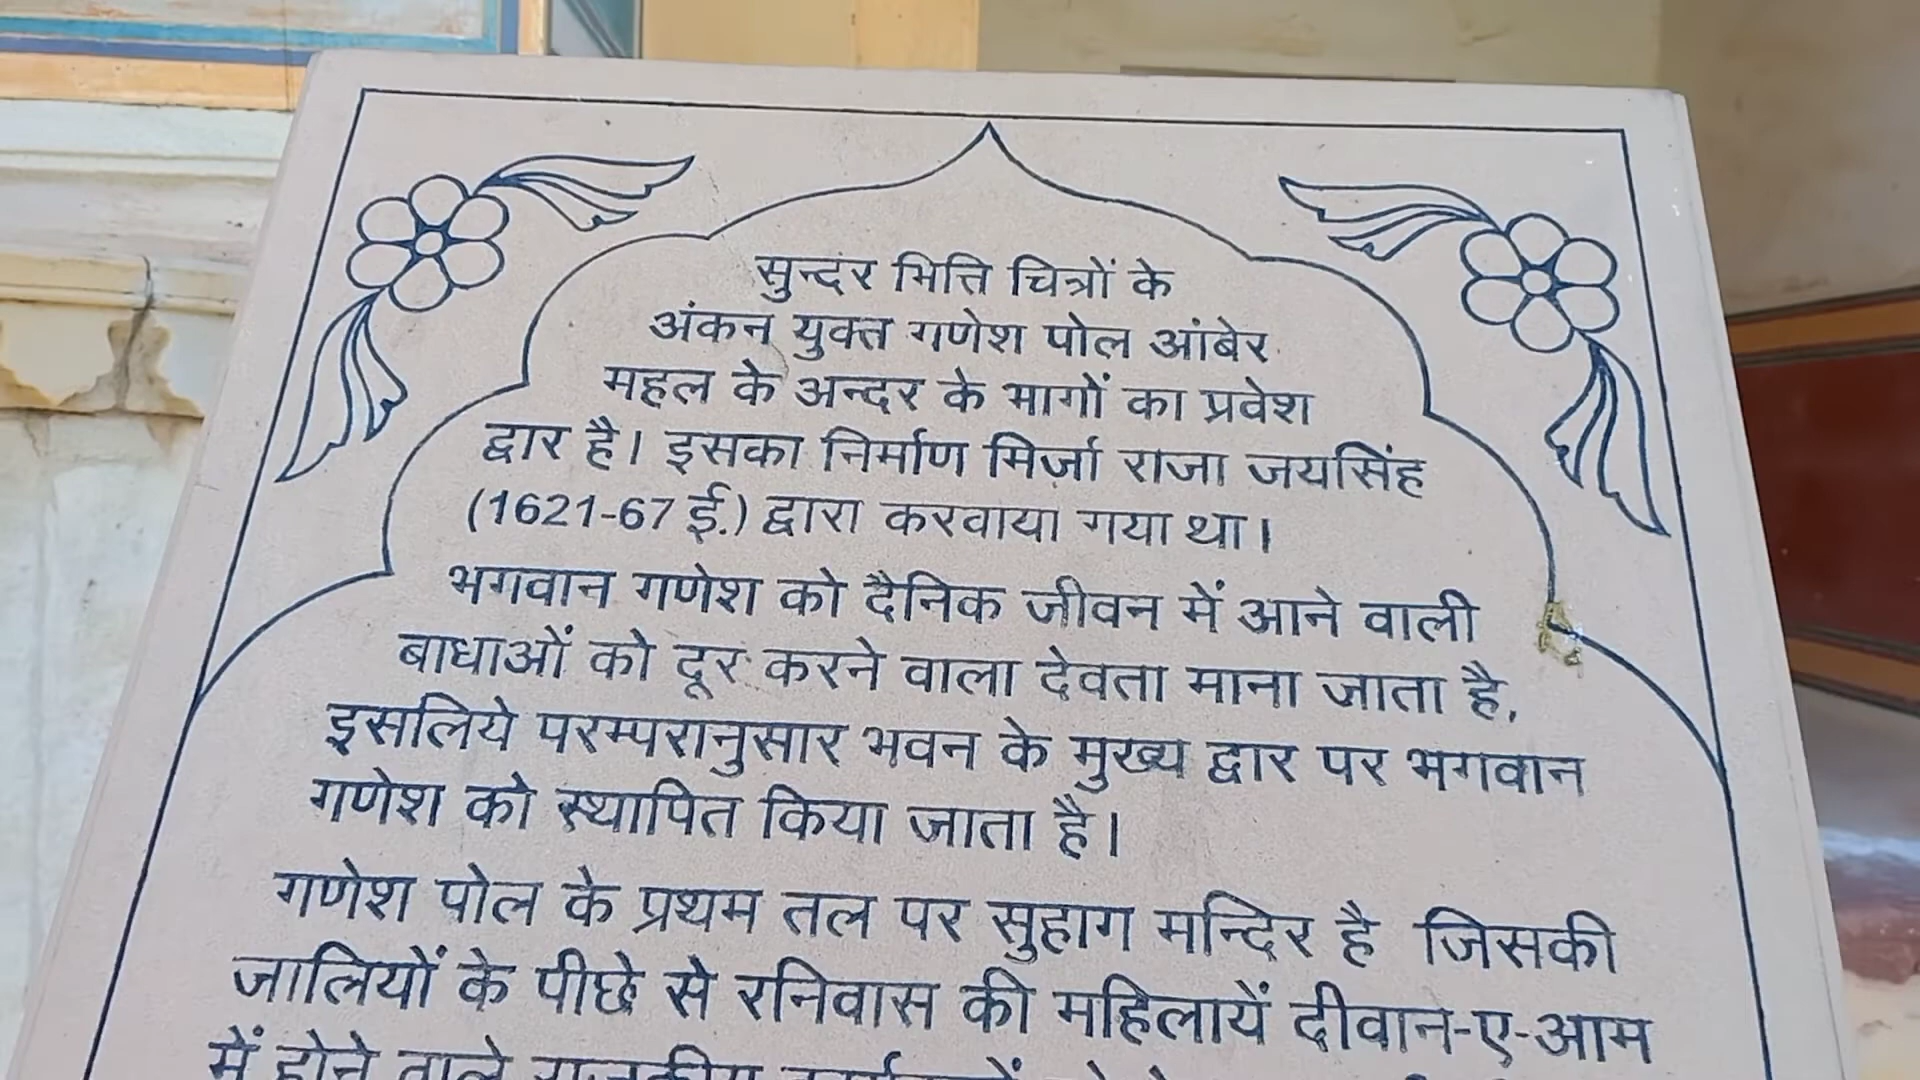 सुन्दर भित्ति चित्रों के
अंकन युक्त गणेश पोल आंबेर
महल के अन्दर के भागों का प्रवेश
द्वार है। इसका निर्माण मिर्ज़ा राजा जयसिंह
(1621-67 ई.) द्वारा करवाया गया था।
भगवान गणेश को दैनिक जीवन में आने वाली
बाधाओं को दूर करने वाला देवता माना जाता है,
इसलिये परम्परानुसार भवन के मुख्य द्वार पर भगवान
गणेश को स्थापित किया जाता है।
गणेश पोल के प्रथम तल पर सुहाग मन्दिर है जिसकी
जालियों के पीछे से रनिवास की महिलायें दीवान-ए-आम
में होने वाले राजकीय